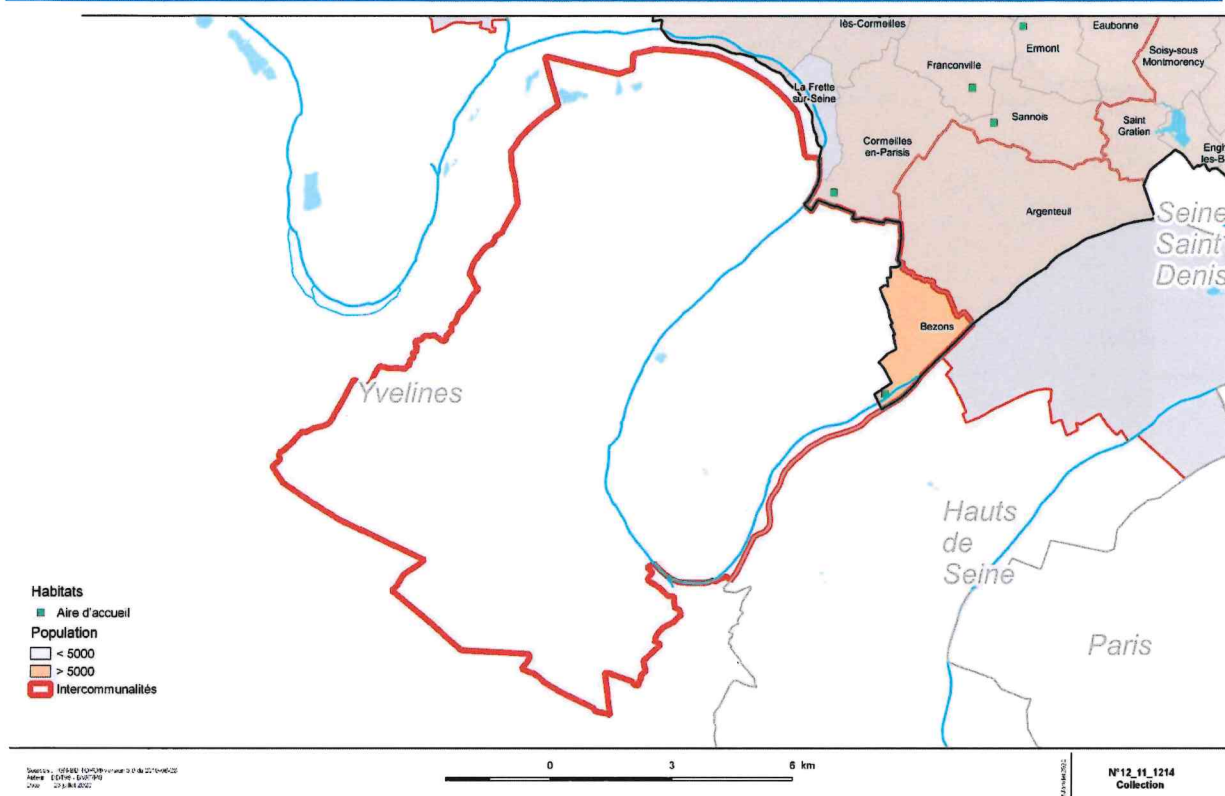 lès-Cormeilles
Eaubonne
Ermont
Soisy-sous
Montmorency
Franconville
La Frette
sur-Seine
Sannois
Saint
Gratien
Cormeilles
en-Parisis
Engh
les-B
Argenteuil
Seine
Saint
Denis
Bezons
Yvelines
Hauts
de
Seine
Paris
Habitats
Aire d'accueil
Population
< 5000
> 5000
Intercommunalités
0 3 6 km
N°12_11_1214
Collection